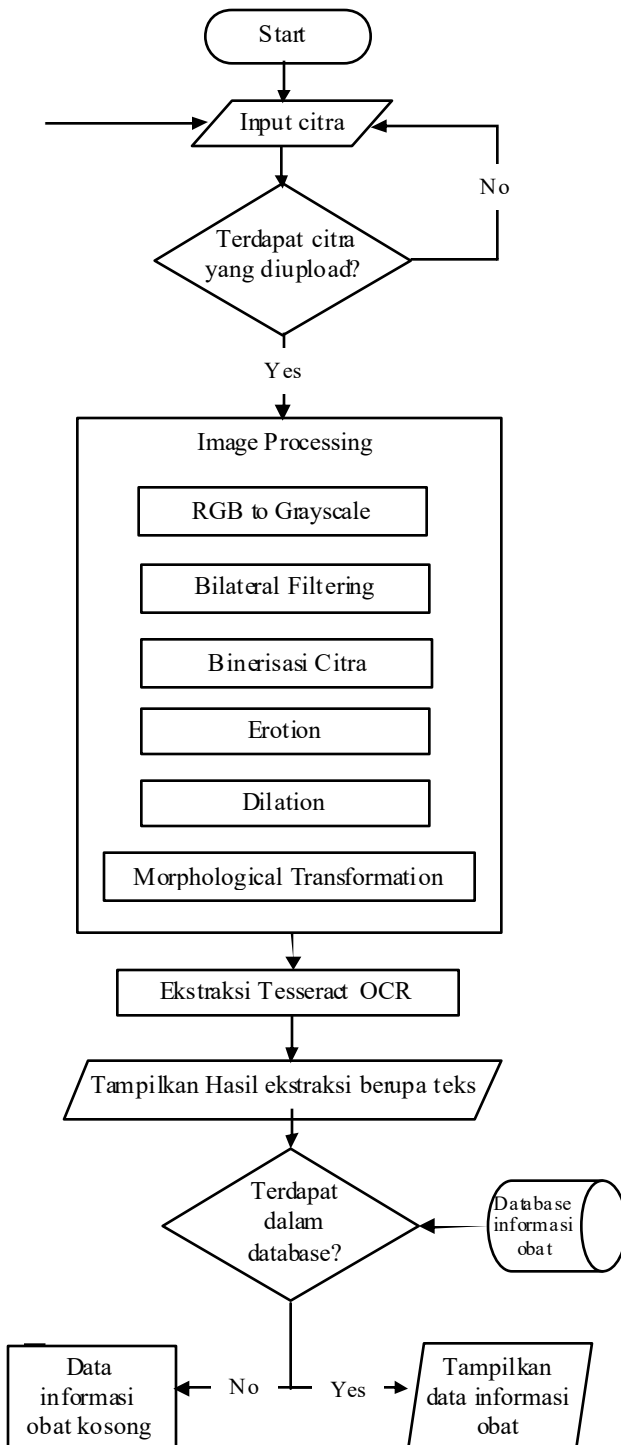 Start
Input citra
No
Terdapat citra
yang diupload?
Yes
Image Processing
RGB to Grayscale
Bilateral Filtering
Binerisasi Citra
Erotion
Dilation
Morphological Transformation
Ekstraksi Tesseract OCR
Tampilkan Hasil ekstraksi berupa teks
Terdapat
dalam
database?
Database
informasi
obat
Data
informasi
obat kosong
No
Yes
Tampilkan
data informasi
obat